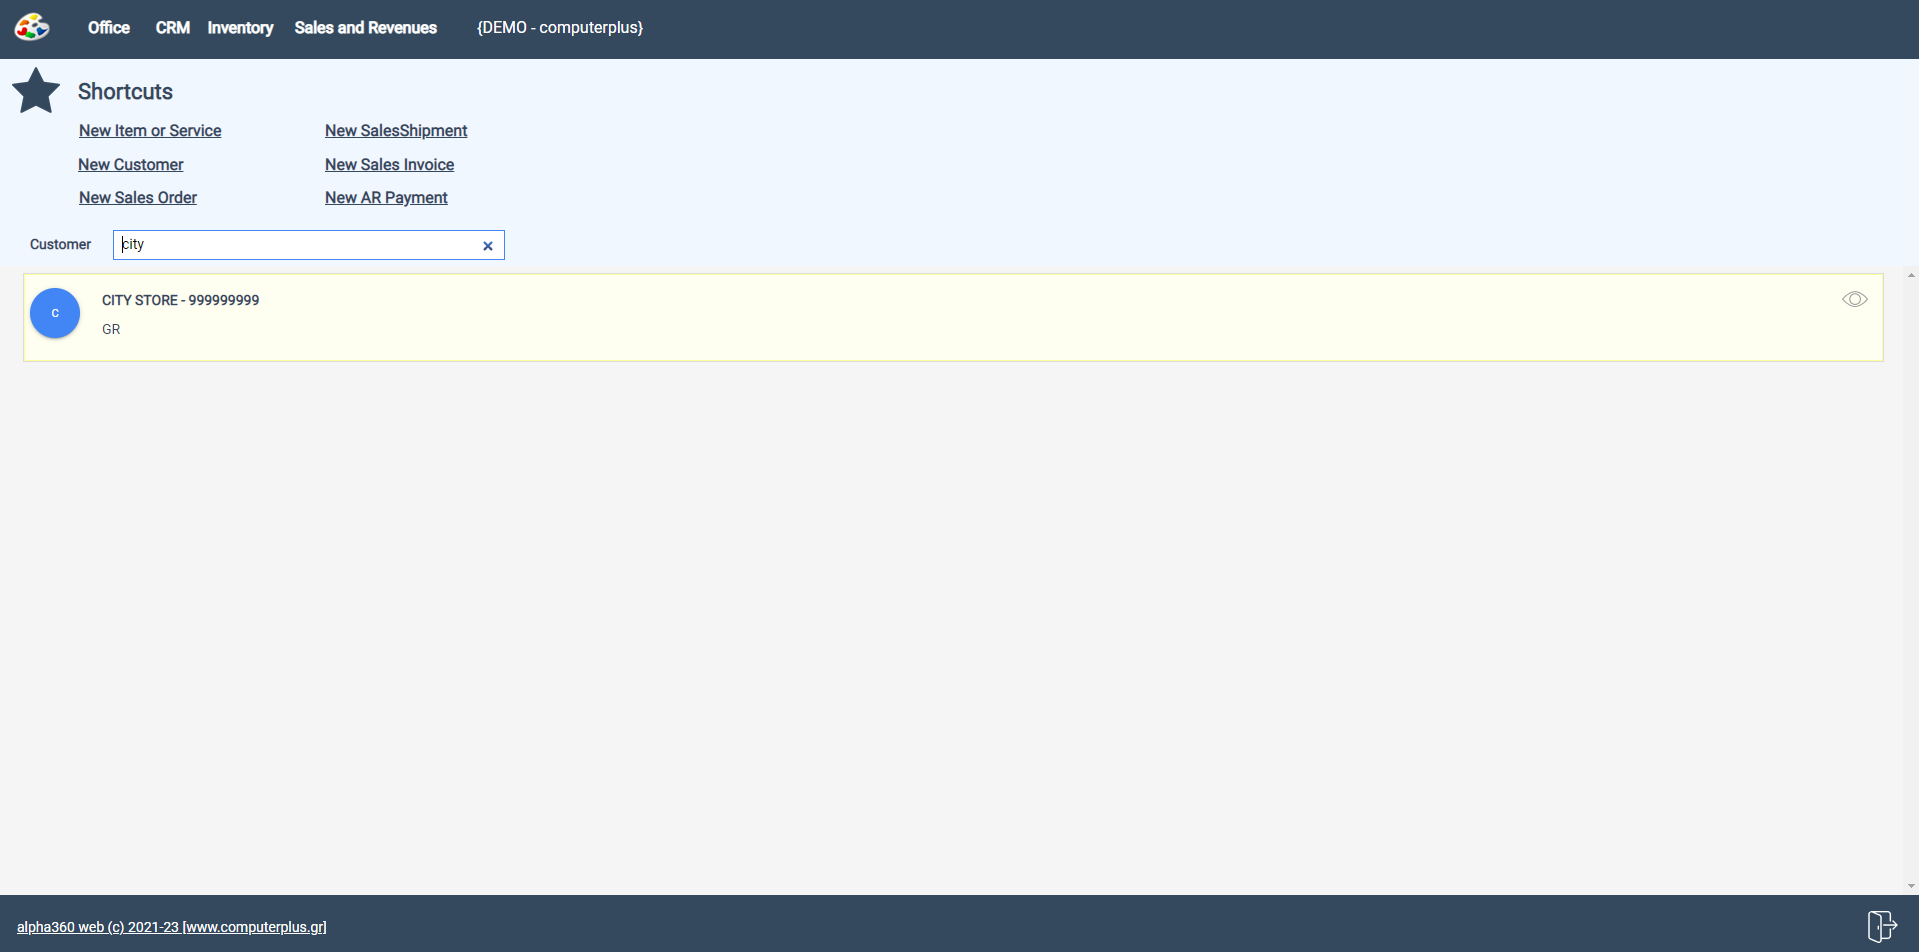 Office CRM Inventory Sales and Revenues {DEMO - computerplus}
Shortcuts
New Item or Service New SalesShipment
New Customer New Sales Invoice
New Sales Order New AR Payment
Customer city
C CITY STORE - 999999999
GR
alpha360 web (c) 2021-23 [www.computerplus.gr]